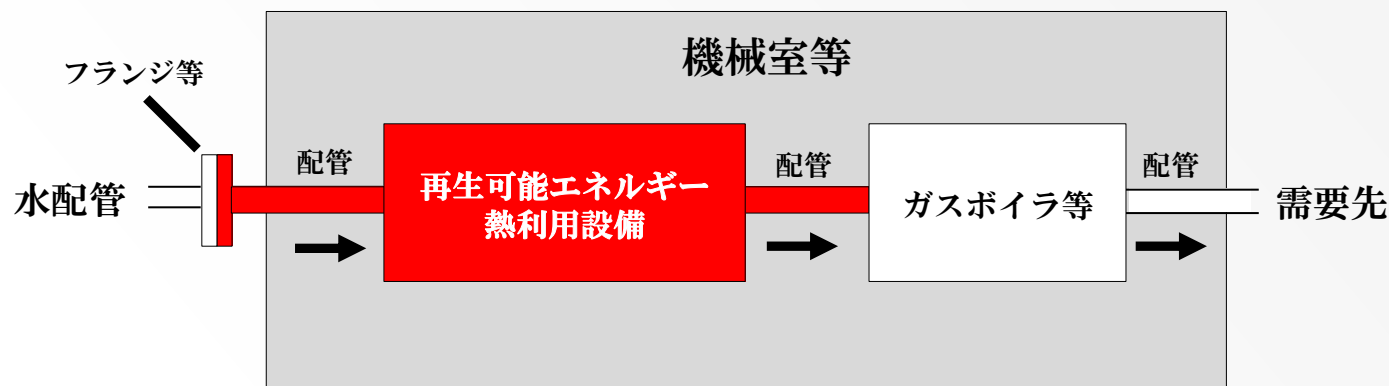 機械室等
フランジ等
配管
配管
配管
水配管
再生可能エネルギー
熱利用設備
ガスボイラ等
需要先